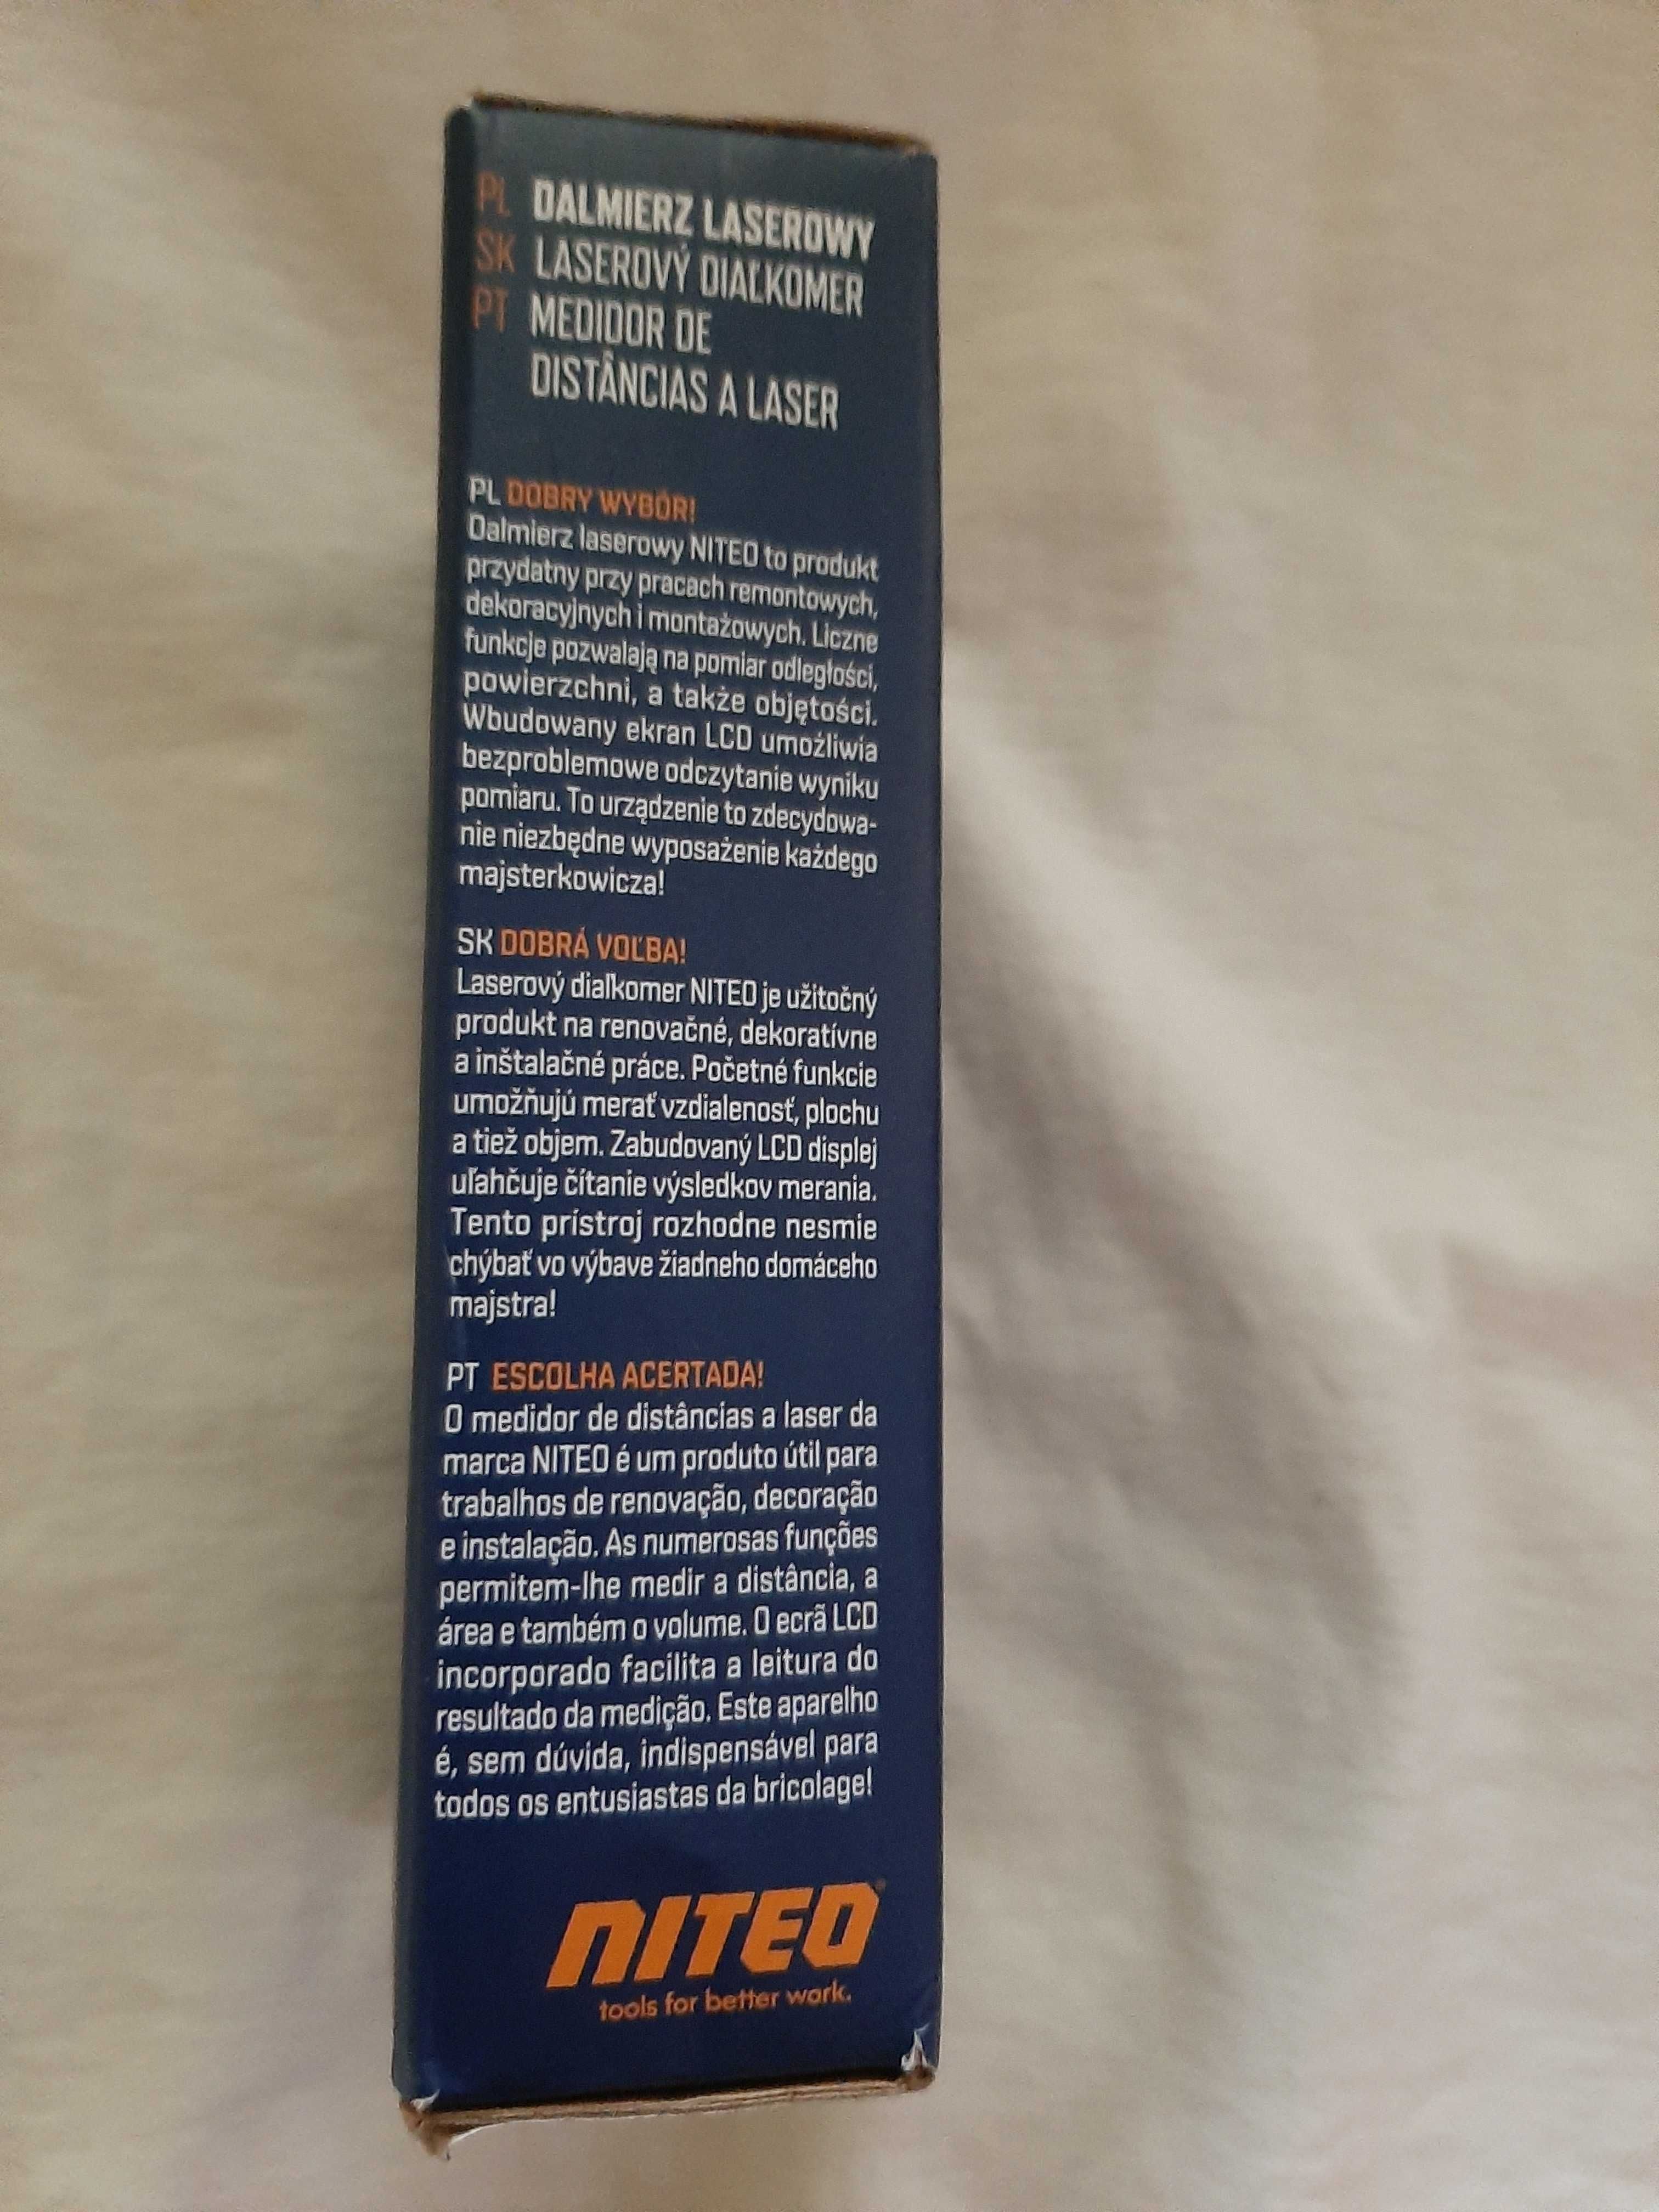 PL DALMIERZ LASEROWY
SK LASEROVÝ DIAĽKOMER
PT MEDIDOR DE
DISTÂNCIAS A LASER
PL DOBRY WYBÓR!
Dalmierz laserowy NITEO to produkt
przydatny przy pracach remontowych,
dekoracyjnych i montażowych. Liczne
funkcje pozwalają na pomiar odległości,
powierzchni, a także objętości.
Wbudowany ekran LCD umożliwia
bezproblemowe odczytanie wyniku
pomiaru. To urządzenie to zdecydowa-
nie niezbędne wyposażenie każdego
majsterkowicza!
SK DOBRÁ VOĽBA!
Laserový diaľkomer NITEO je užitočný
produkt na renovačné, dekoratívne
a inštalačné práce. Početné funkcie
umožňujú merať vzdialenosť, plochu
a tiež objem. Zabudovaný LCD displej
uľahčuje čítanie výsledkov merania.
Tento prístroj rozhodne nesmie
chýbať vo výbave žiadneho domáceho
majstra!
PT ESCOLHA ACERTADA!
O medidor de distâncias a laser da
marca NITEO é um produto útil para
trabalhos de renovação, decoração
e instalação. As numerosas funções
permitem-lhe medir a distância, a
área e também o volume. O ecrã LCD
incorporado facilita a leitura do
resultado da medição. Este aparelho
é, sem dúvida, indispensável para
todos os entusiastas da bricolage!
NITEO®
tools for better work.